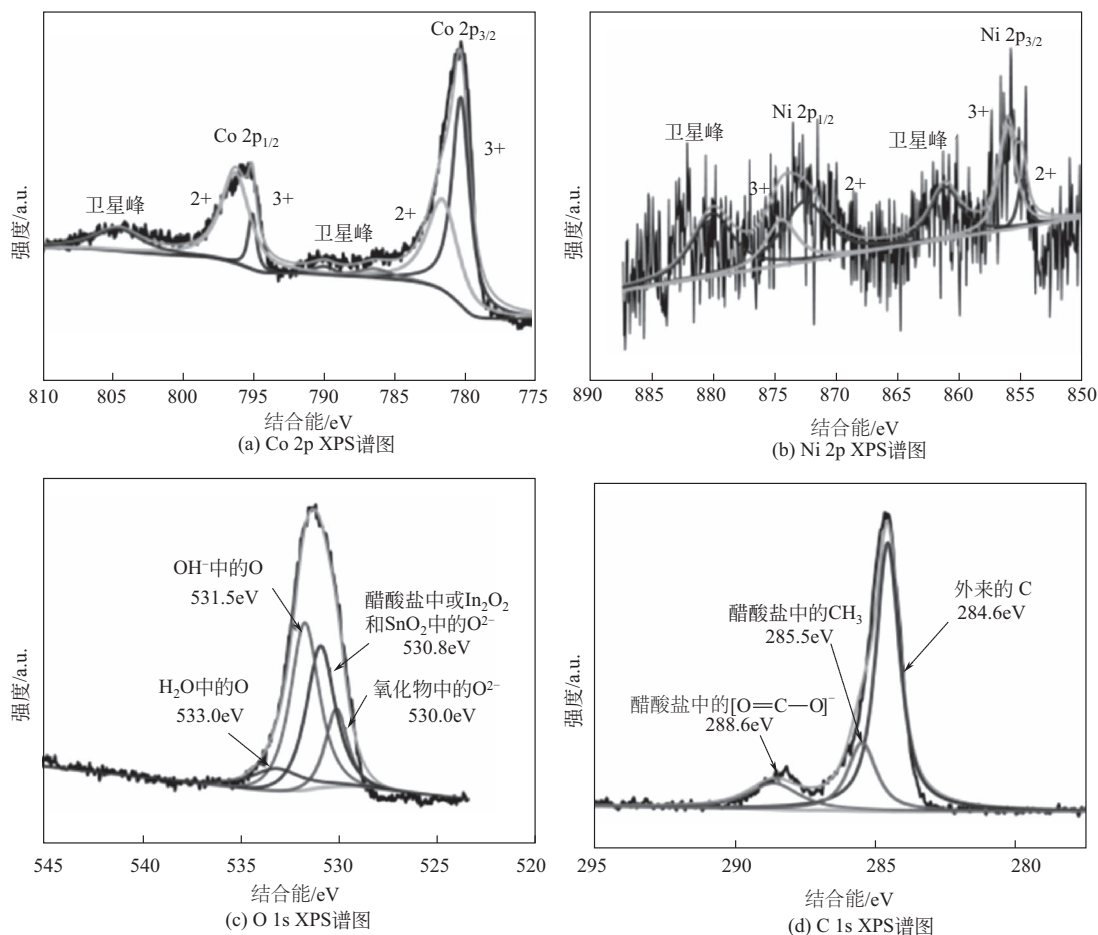 Co 2p3/2
Co 2p1/2
3+
2+
3+
2+
卫星峰
卫星峰
强度/a.u.
810 805 800 795 790 785 780 775
结合能/eV
(a) Co 2p XPS谱图
Ni 2p3/2
3+
Ni 2p1/2
卫星峰
卫星峰
3+
2+
2+
强度/a.u.
890 885 880 875 870 865 860 855 850
结合能/eV
(b) Ni 2p XPS谱图
OH⁻中的O
531.5eV
醋酸盐中或In2O2
和SnO2中的O²⁻
530.8eV
H2O中的O
533.0eV
氧化物中的O²⁻
530.0eV
强度/a.u.
545 540 535 530 525 520
结合能/eV
(c) O 1s XPS谱图
外来的 C
284.6eV
醋酸盐中的CH3
285.5eV
醋酸盐中的[O=C—O]⁻
288.6eV
强度/a.u.
295 290 285 280
结合能/eV
(d) C 1s XPS谱图